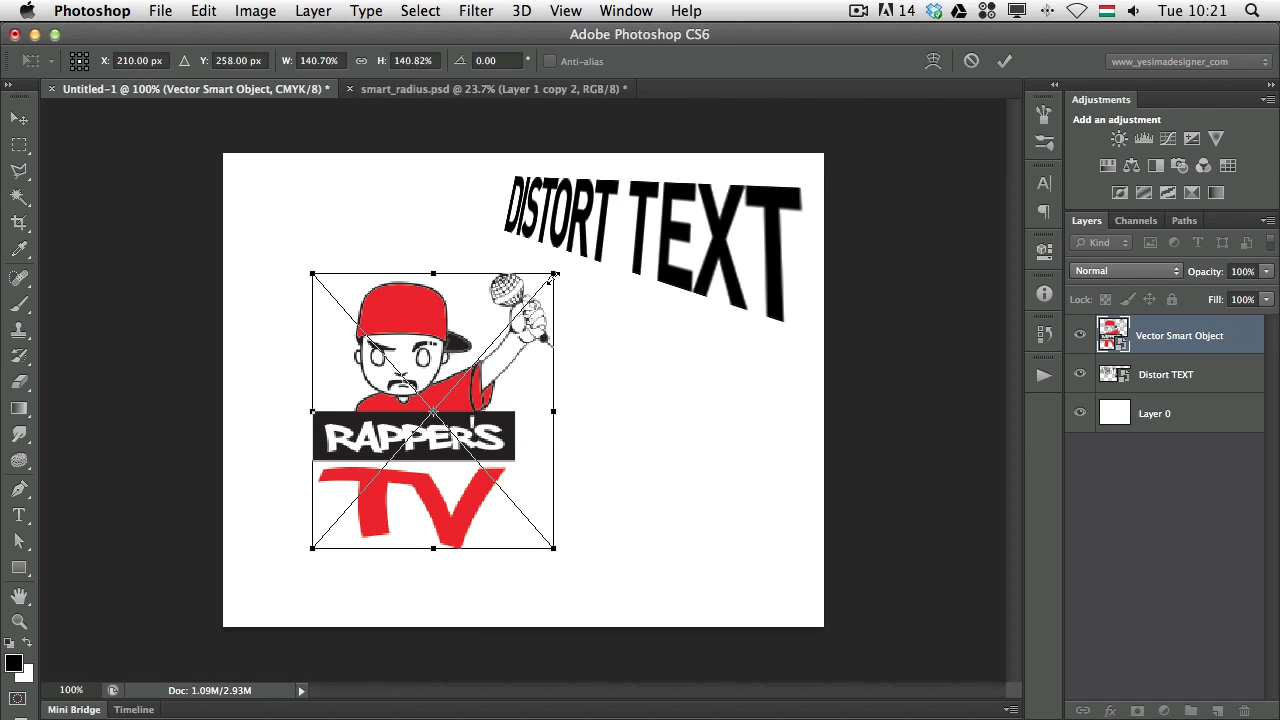 Photoshop File Edit Image Layer Type Select Filter 3D View Window Help 14 Tue 10:21
Adobe Photoshop CS6
X: 210.00 px Y: 258.00 px W: 140.70% H: 140.82% 0.00 ° Anti-alias www_yesimadesigner_com
Untitled-1 @ 100% (Vector Smart Object, CMYK/8) * smart_radius.psd @ 23.7% (Layer 1 copy 2, RGB/8) *
Adjustments
Add an adjustment
DISTORT TEXT
Layers Channels Paths
Kind
Normal Opacity: 100%
Lock: Fill: 100%
Vector Smart Object
Distort TEXT
Layer 0
RAPPER'S
TV
100% Doc: 1.09M/2.93M
Mini Bridge Timeline